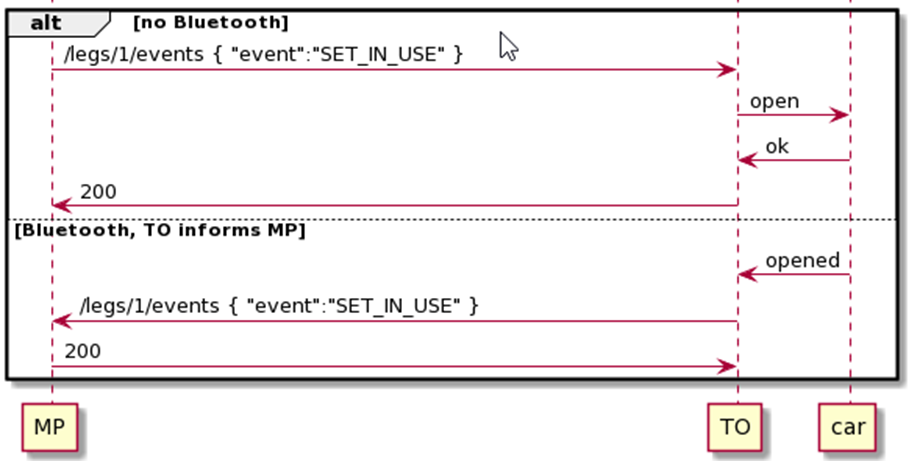 alt [no Bluetooth]
/legs/1/events { "event":"SET_IN_USE" }
open
ok
200
[Bluetooth, TO informs MP]
opened
/legs/1/events { "event":"SET_IN_USE" }
200
MP TO car